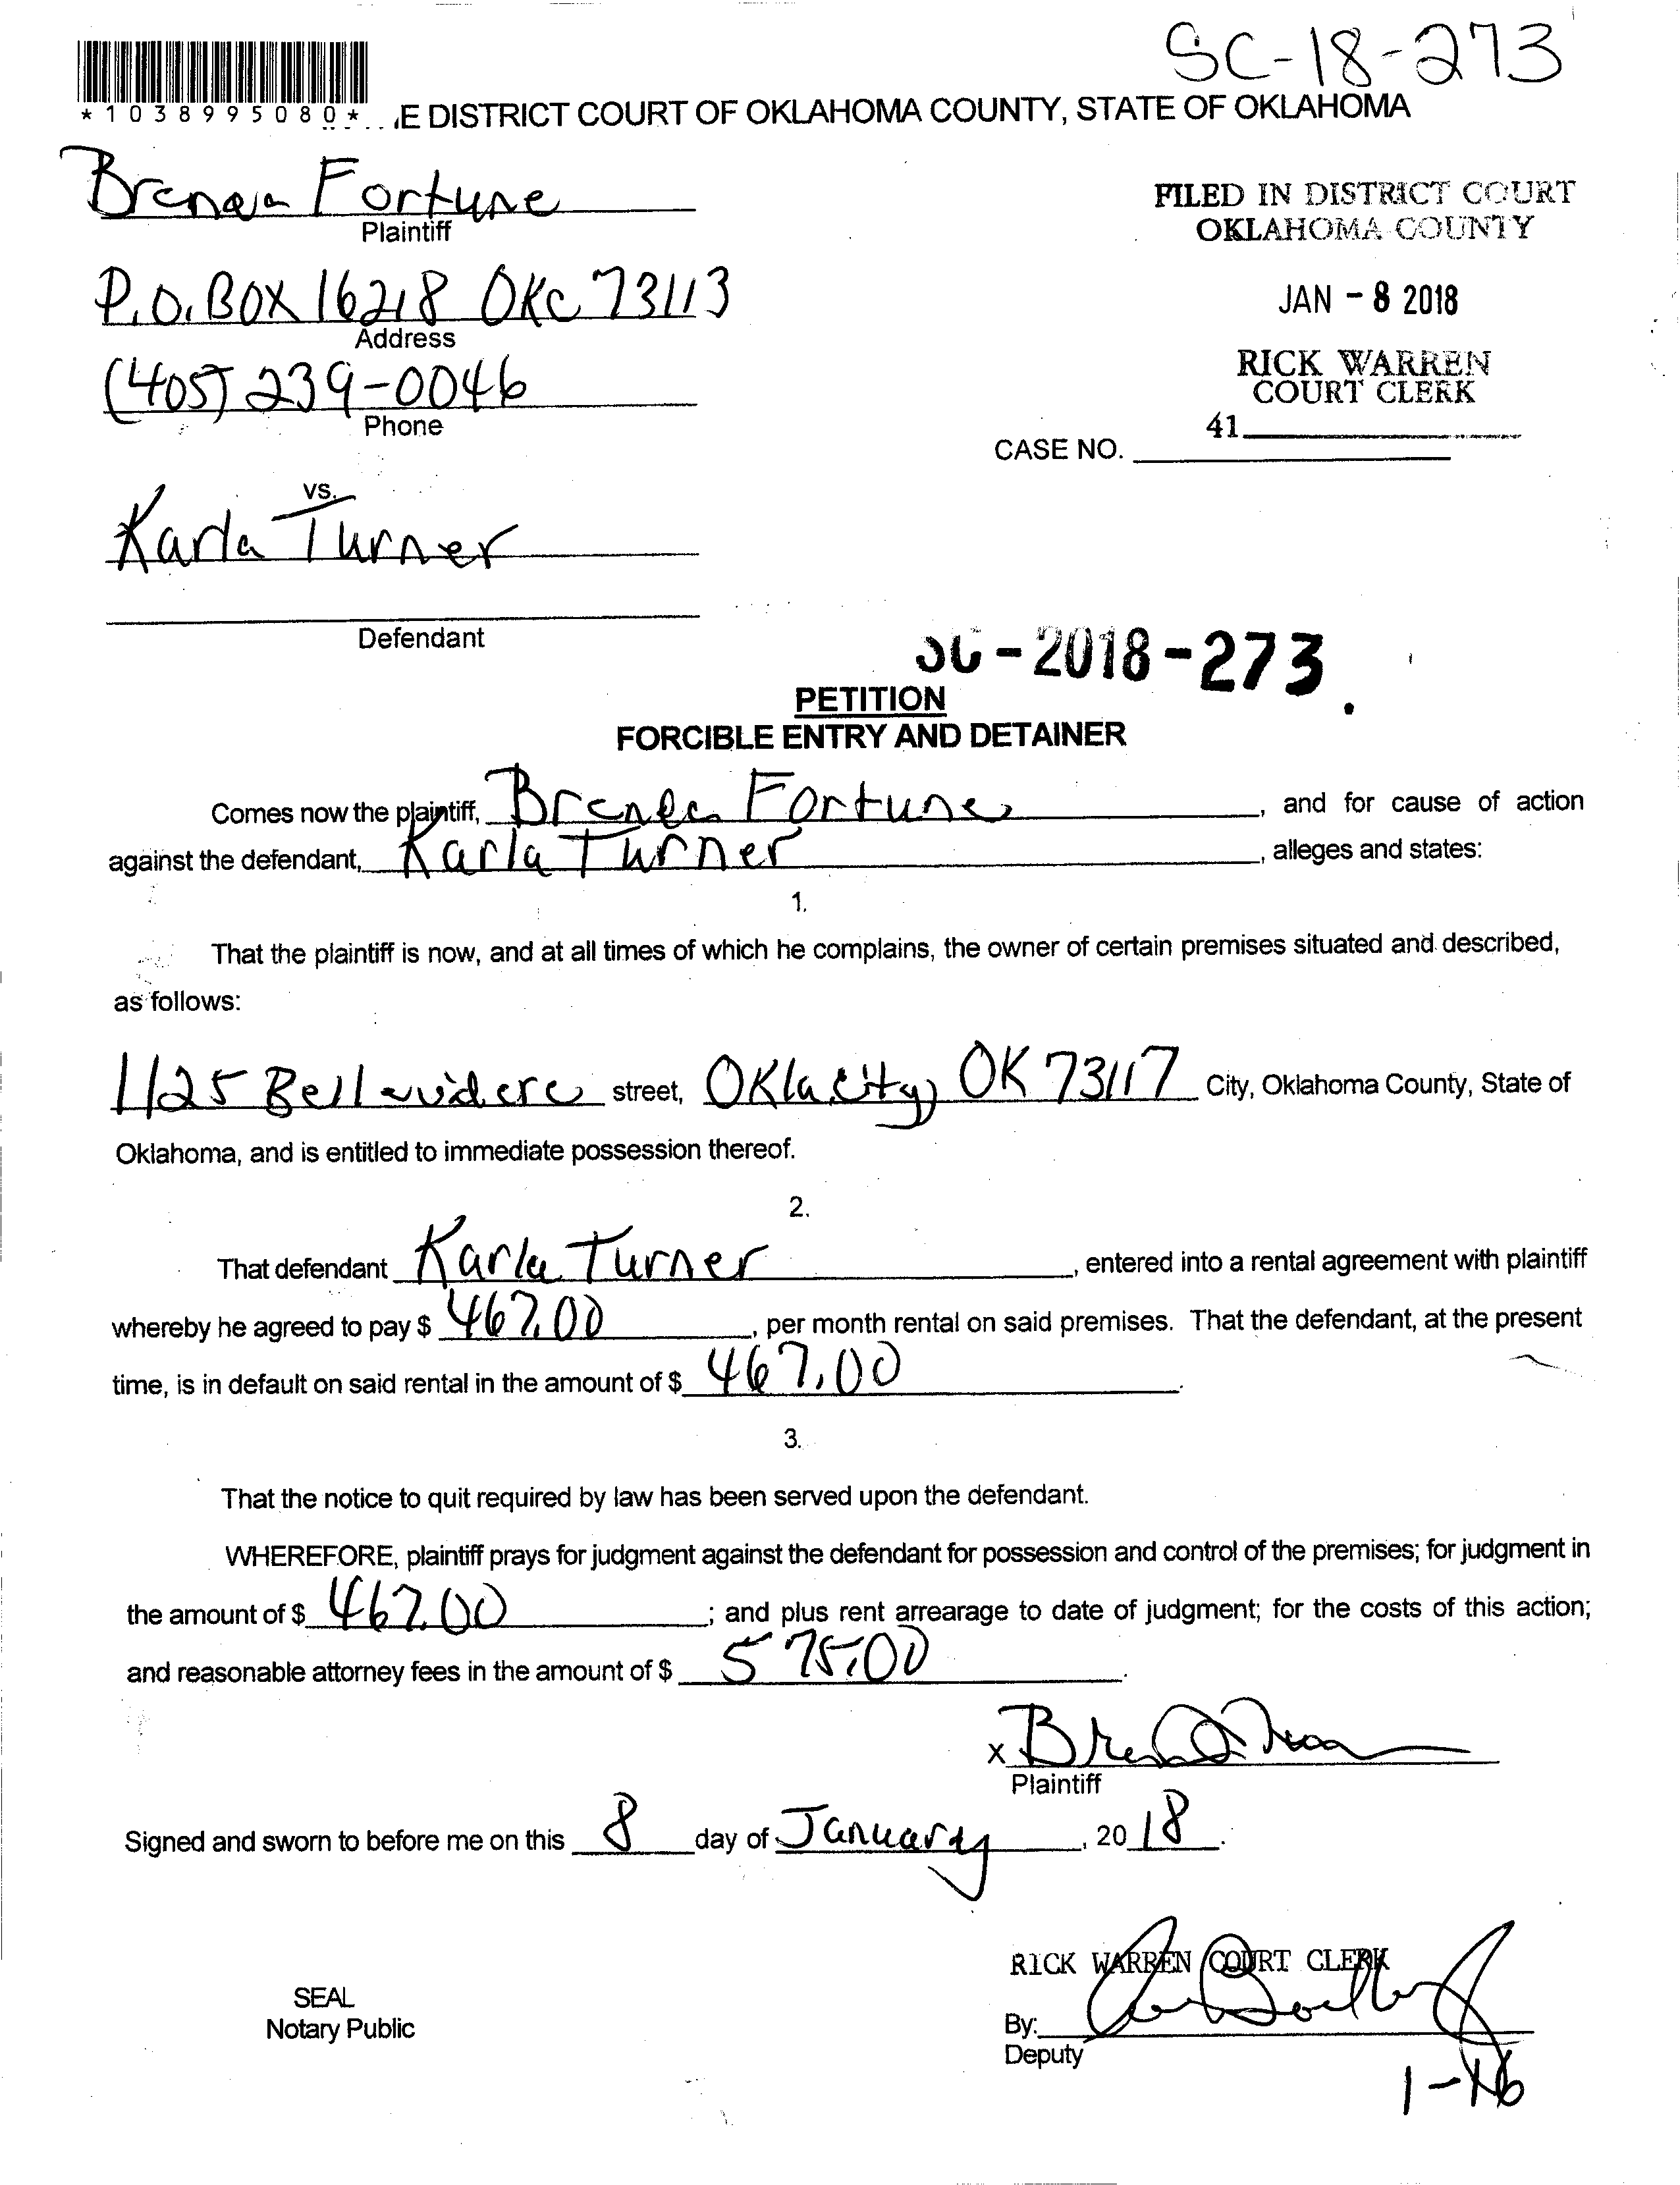 SC-18-273
*1038995080*
E DISTRICT COURT OF OKLAHOMA COUNTY, STATE OF OKLAHOMA
Fortune
Plaintiff
FILED IN DISTRICT COURT
OKLAHOMA COUNTY
P.O. BOX 16218 OKC 73113
Address
JAN - 8 2018
(405) 239-0046
Phone
RICK WARREN
COURT CLERK
41
CASE NO.
vs.
Karla Turner
Defendant
SC - 2018 - 273
PETITION
FORCIBLE ENTRY AND DETAINER
Comes now the plaintiff, Fortune, and for cause of action
against the defendant, Karla Turner, alleges and states:
1.
That the plaintiff is now, and at all times of which he complains, the owner of certain premises situated and described,
as follows:
1125 Bellevidere street, Okla City, OK 73117 City, Oklahoma County, State of
Oklahoma, and is entitled to immediate possession thereof.
2.
That defendant Karla Turner, entered into a rental agreement with plaintiff
whereby he agreed to pay $ 467.00, per month rental on said premises. That the defendant, at the present
time, is in default on said rental in the amount of $ 467.00.
3.
That the notice to quit required by law has been served upon the defendant.
WHEREFORE, plaintiff prays for judgment against the defendant for possession and control of the premises; for judgment in
the amount of $ 467.00; and plus rent arrearage to date of judgment; for the costs of this action;
and reasonable attorney fees in the amount of $ 575.00.
x
Plaintiff
Signed and sworn to before me on this 8 day of January, 2018.
RICK WARREN COURT CLERK
SEAL
Notary Public
By:
Deputy
1-16